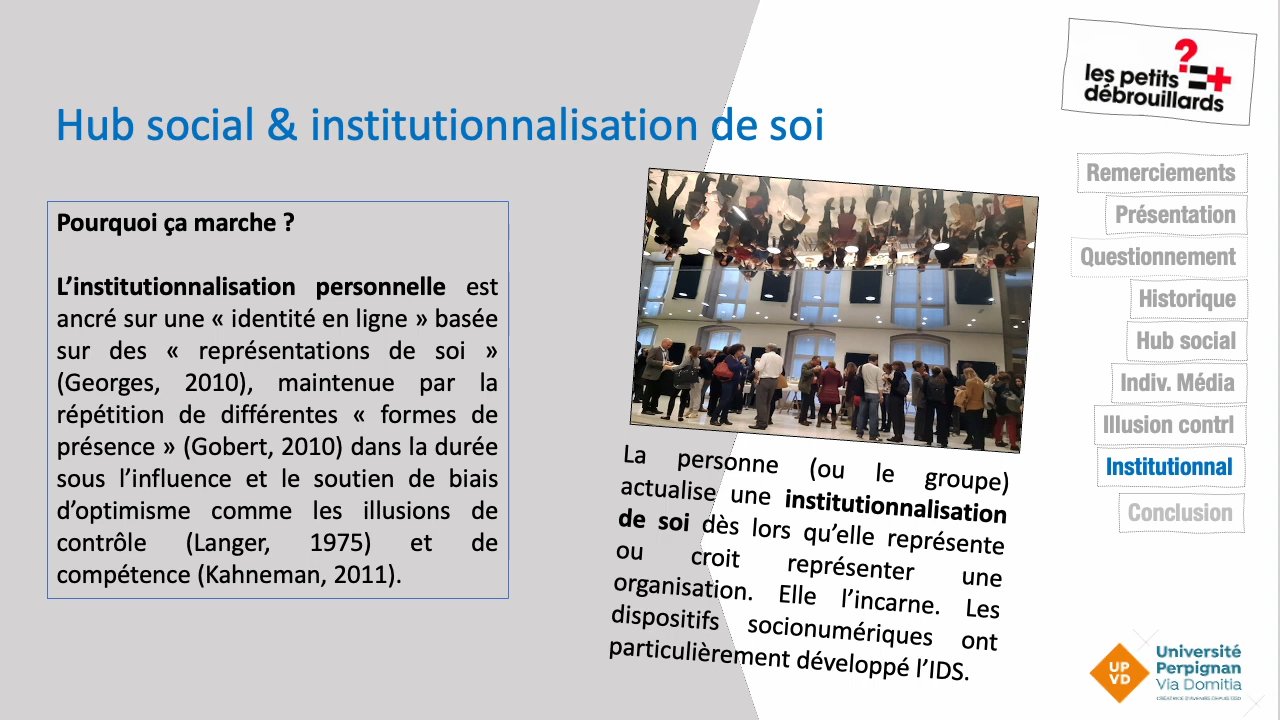 les petits
débrouillards
Hub social & institutionnalisation de soi
Pourquoi ça marche ?
L’institutionnalisation personnelle est
ancré sur une « identité en ligne » basée
sur des « représentations de soi »
(Georges, 2010), maintenue par la
répétition de différentes « formes de
présence » (Gobert, 2010) dans la durée
sous l’influence et le soutien de biais
d’optimisme comme les illusions de
contrôle (Langer, 1975) et de
compétence (Kahneman, 2011).
La personne (ou le groupe)
actualise une institutionnalisation
de soi dès lors qu’elle représente
ou croit représenter une
organisation. Elle l’incarne. Les
dispositifs socionumériques ont
particulièrement développé l’IDS.
Remerciements
Présentation
Questionnement
Historique
Hub social
Indiv. Média
Illusion contrl
Institutionnal
Conclusion
UP
VD
Université
Perpignan
Via Domitia